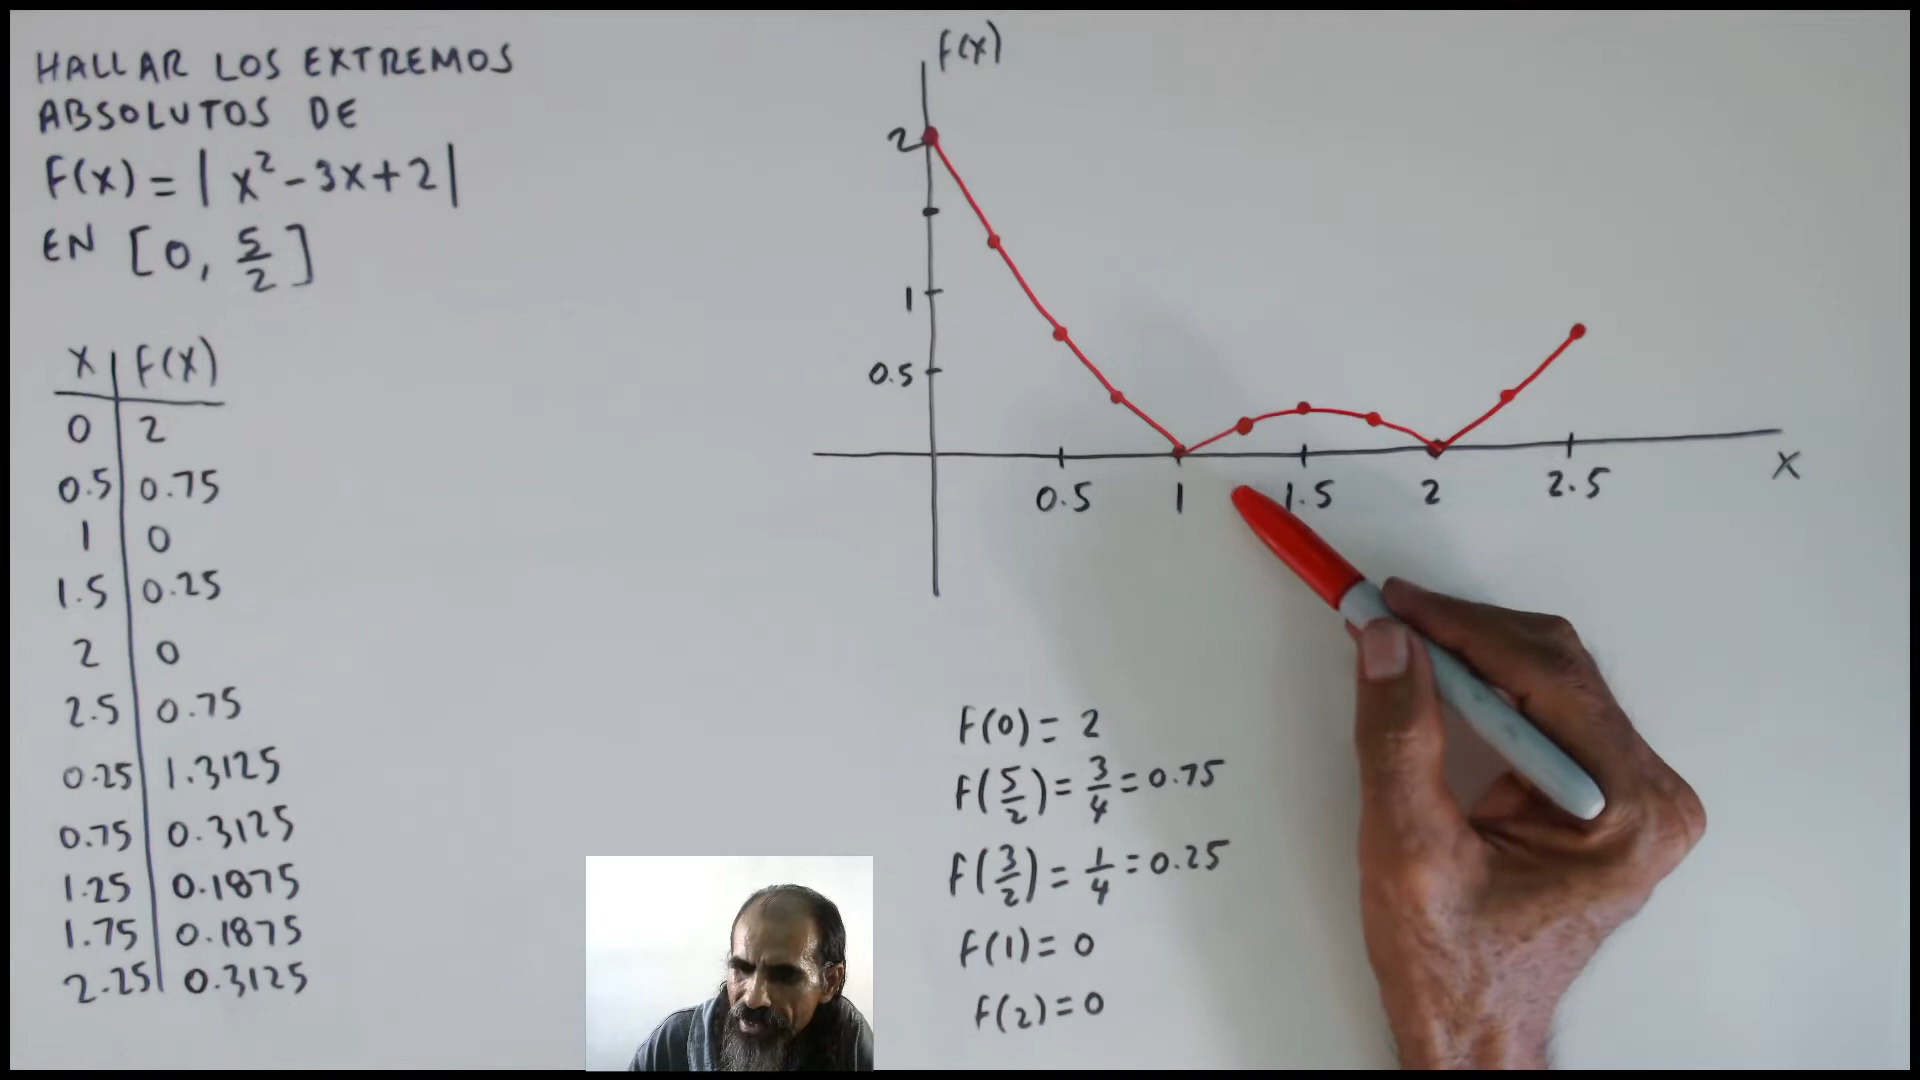 HALLAR LOS EXTREMOS
ABSOLUTOS DE
F(x) = | x² - 3x + 2 |
EN [0, 5/2]
X | F(X)
0 | 2
0.5 | 0.75
1 | 0
1.5 | 0.25
2 | 0
2.5 | 0.75
0.25 | 1.3125
0.75 | 0.3125
1.25 | 0.1875
1.75 | 0.1875
2.25 | 0.3125
F(x)
2
1
0.5
0.5 1 1.5 2 2.5 X
F(0) = 2
F(5/2) = 3/4 = 0.75
F(3/2) = 1/4 = 0.25
F(1) = 0
F(2) = 0